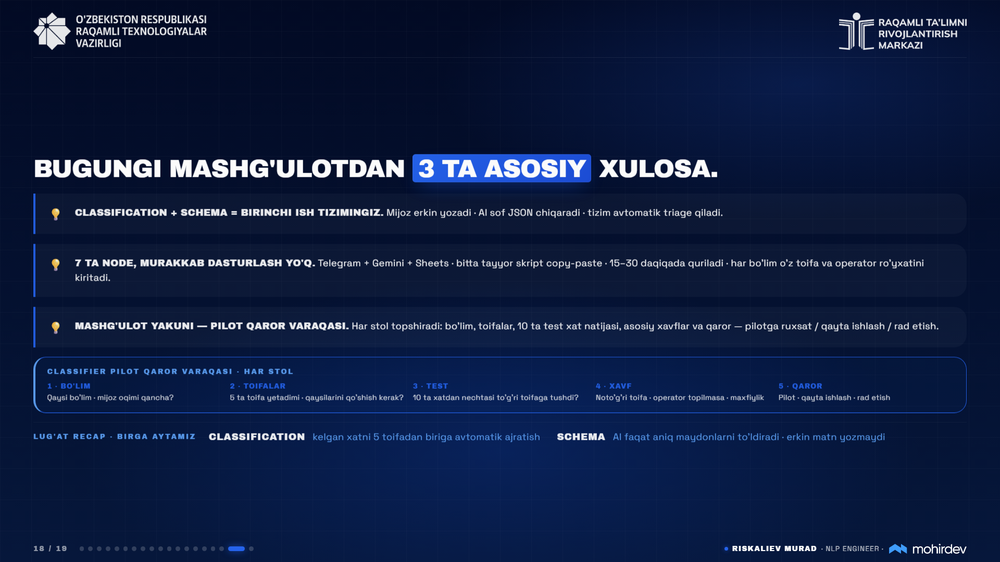 O'ZBEKISTON RESPUBLIKASI
RAQAMLI TEXNOLOGIYALAR
VAZIRLIGI
RAQAMLI TA'LIMNI
RIVOJLANTIRISH
MARKAZI
BUGUNGI MASHG'ULOTDAN 3 TA ASOSIY XULOSA.
CLASSIFICATION + SCHEMA = BIRINCHI ISH TIZIMINGIZ. Mijoz erkin yozadi · AI sof JSON chiqaradi · tizim avtomatik triage qiladi.
7 TA NODE, MURAKKAB DASTURLASH YO'Q. Telegram + Gemini + Sheets · bitta tayyor skript copy-paste · 15–30 daqiqada quriladi · har bo'lim o'z toifa va operator ro'yxatini
kiritadi.
MASHG'ULOT YAKUNI — PILOT QAROR VARAQASI. Har stol topshiradi: bo'lim, toifalar, 10 ta test xat natijasi, asosiy xavflar va qaror — pilotga ruxsat / qayta ishlash / rad etish.
CLASSIFIER PILOT QAROR VARAQASI · HAR STOL
1 · BO'LIM
Qaysi bo'lim · mijoz oqimi qancha?
2 · TOIFALAR
5 ta toifa yetadimi · qaysilarini qo'shish kerak?
3 · TEST
10 ta xatdan nechtasi to'g'ri toifaga tushdi?
4 · XAVF
Noto'g'ri toifa · operator topilmasa · maxfiylik
5 · QAROR
Pilot · qayta ishlash · rad etish
LUG'AT RECAP · BIRGA AYTAMIZ CLASSIFICATION kelgan xatni 5 toifadan biriga avtomatik ajratish SCHEMA AI faqat aniq maydonlarni to'ldiradi · erkin matn yozmaydi
18 / 19
RISKALIEV MURAD · NLP ENGINEER · mohirdev